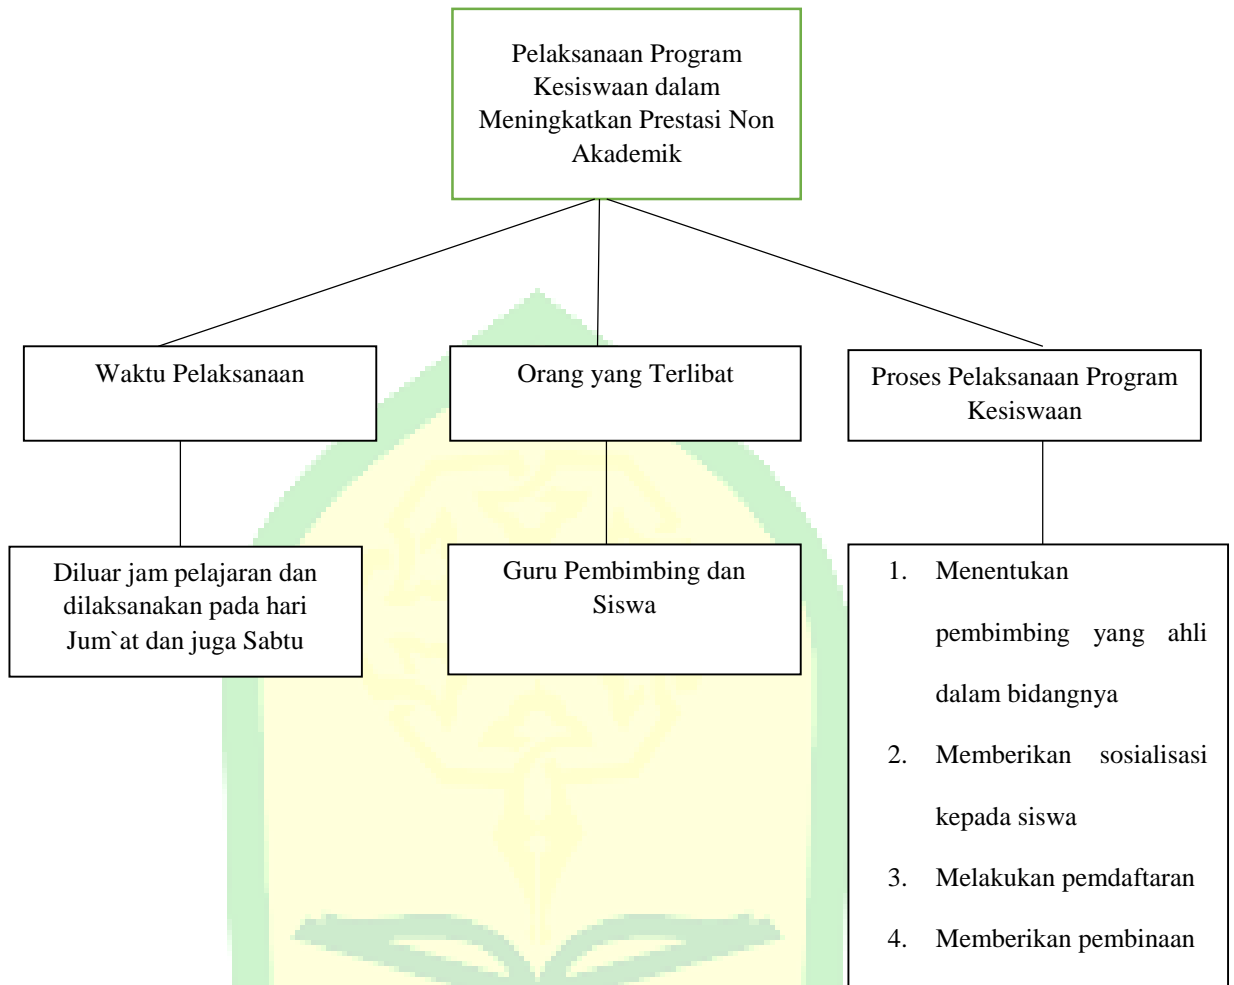 Pelaksanaan Program
Kesiswaan dalam
Meningkatkan Prestasi Non
Akademik
Waktu Pelaksanaan
Orang yang Terlibat
Proses Pelaksanaan Program
Kesiswaan
Diluar jam pelajaran dan
dilaksanakan pada hari
Jum`at dan juga Sabtu
Guru Pembimbing dan
Siswa
1. Menentukan
pembimbing yang ahli
dalam bidangnya
2. Memberikan sosialisasi
kepada siswa
3. Melakukan pemdaftaran
4. Memberikan pembinaan